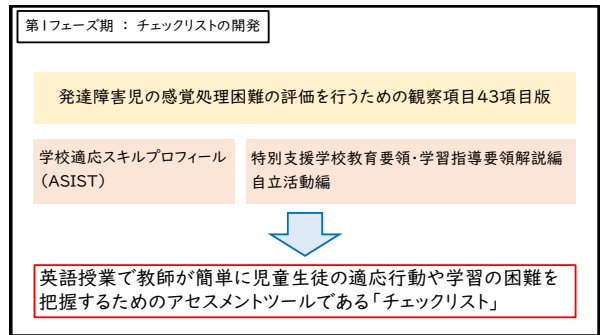 第1フェーズ期 : チェックリストの開発
発達障害児の感覚処理困難の評価を行うための観察項目43項目版
学校適応スキルプロフィール
(ASIST)
特別支援学校教育要領・学習指導要領解説編
自立活動編
英語授業で教師が簡単に児童生徒の適応行動や学習の困難を
把握するためのアセスメントツールである「チェックリスト」